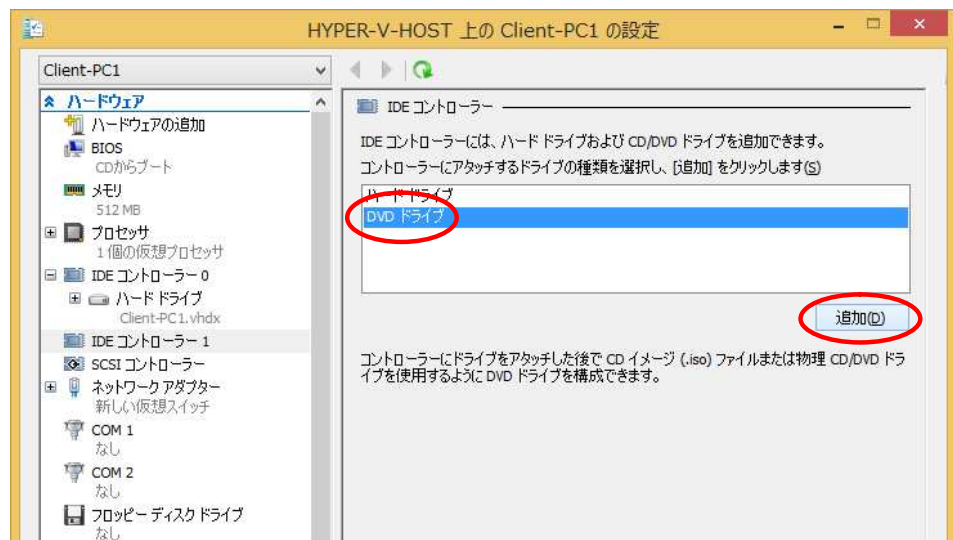 HYPER-V-HOST 上の Client-PC1 の設定
Client-PC1
ハードウェア
ハードウェアの追加
BIOS
CDからブート
メモリ
512 MB
プロセッサ
1 個の仮想プロセッサ
IDE コントローラー 0
ハード ドライブ
Client-PC1.vhdx
IDE コントローラー 1
SCSI コントローラー
ネットワーク アダプター
新しい仮想スイッチ
COM 1
なし
COM 2
なし
フロッピー ディスク ドライブ
なし
IDE コントローラー
IDE コントローラーには、ハード ドライブおよび CD/DVD ドライブを追加できます。
コントローラーにアタッチするドライブの種類を選択し、[追加] をクリックします(S)
ハード ドライブ
DVD ドライブ
追加(D)
コントローラーにドライブをアタッチした後で CD イメージ (.iso) ファイルまたは物理 CD/DVD ドラ
イブを使用するように DVD ドライブを構成できます。